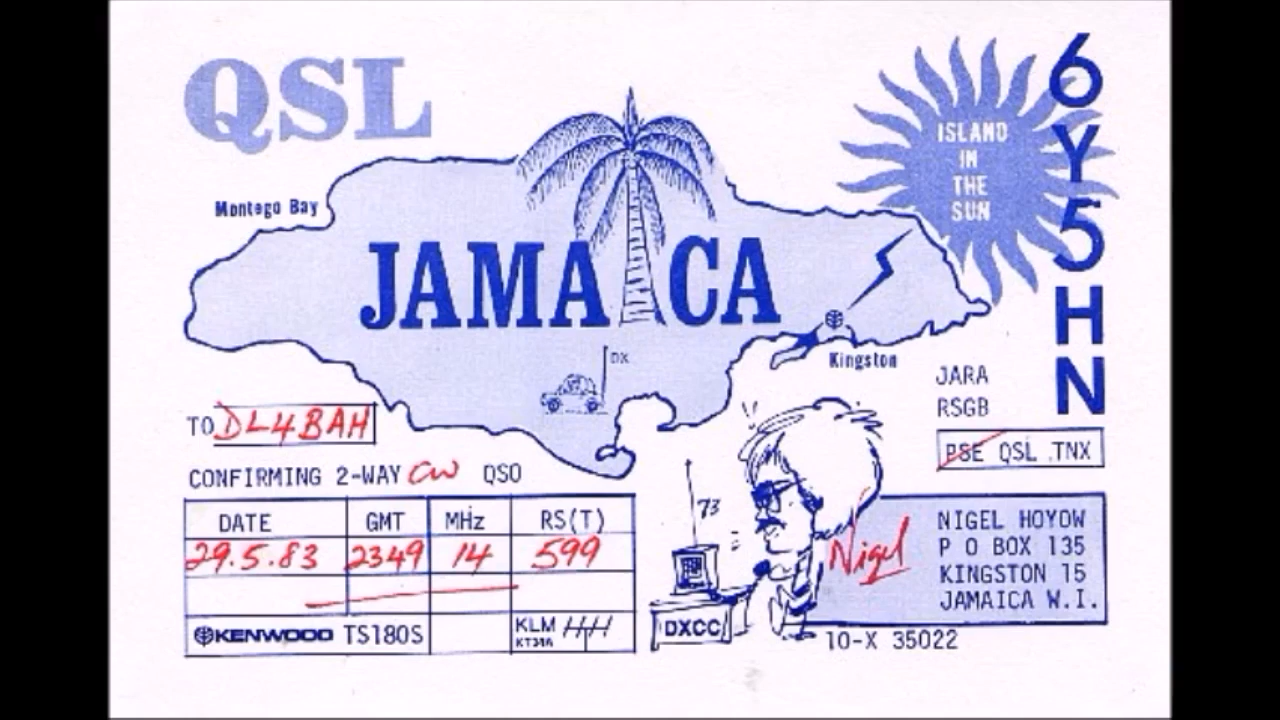 QSL
6Y5HN
ISLAND
IN
THE
SUN
Montego Bay
JAMAICA
DX
Kingston
JARA
RSGB
TO DL4BAH
PSE QSL TNX
CONFIRMING 2-WAY CW QSO
DATE GMT MHz RS(T)
29.5.83 2349 14 599
KENWOOD TS180S KLM
KT34A
73
DXCC
Nigel
NIGEL HOYOW
P O BOX 135
KINGSTON 15
JAMAICA W.I.
10-X 35022